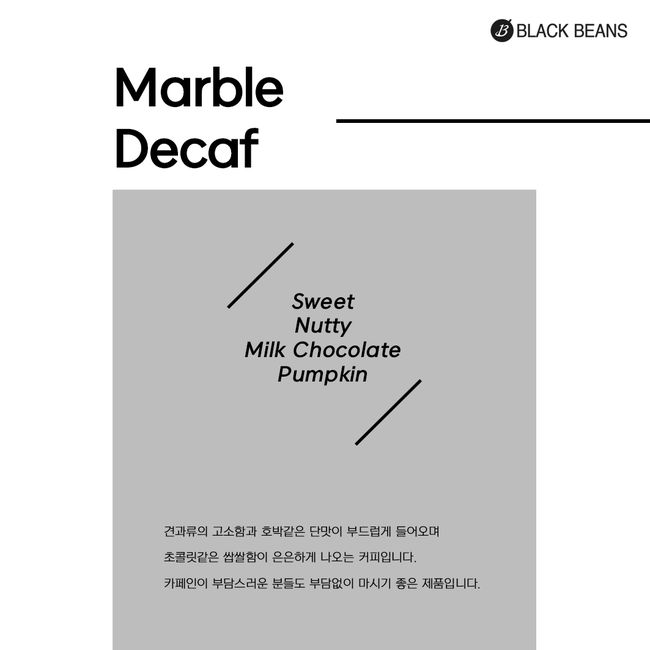 BLACK BEANS
Marble
Decaf
Sweet
Nutty
Milk Chocolate
Pumpkin
견과류의 고소함과 호박같은 단맛이 부드럽게 들어오며
초콜릿같은 쌉쌀함이 은은하게 나오는 커피입니다.
카페인이 부담스러운 분들도 부담없이 마시기 좋은 제품입니다.